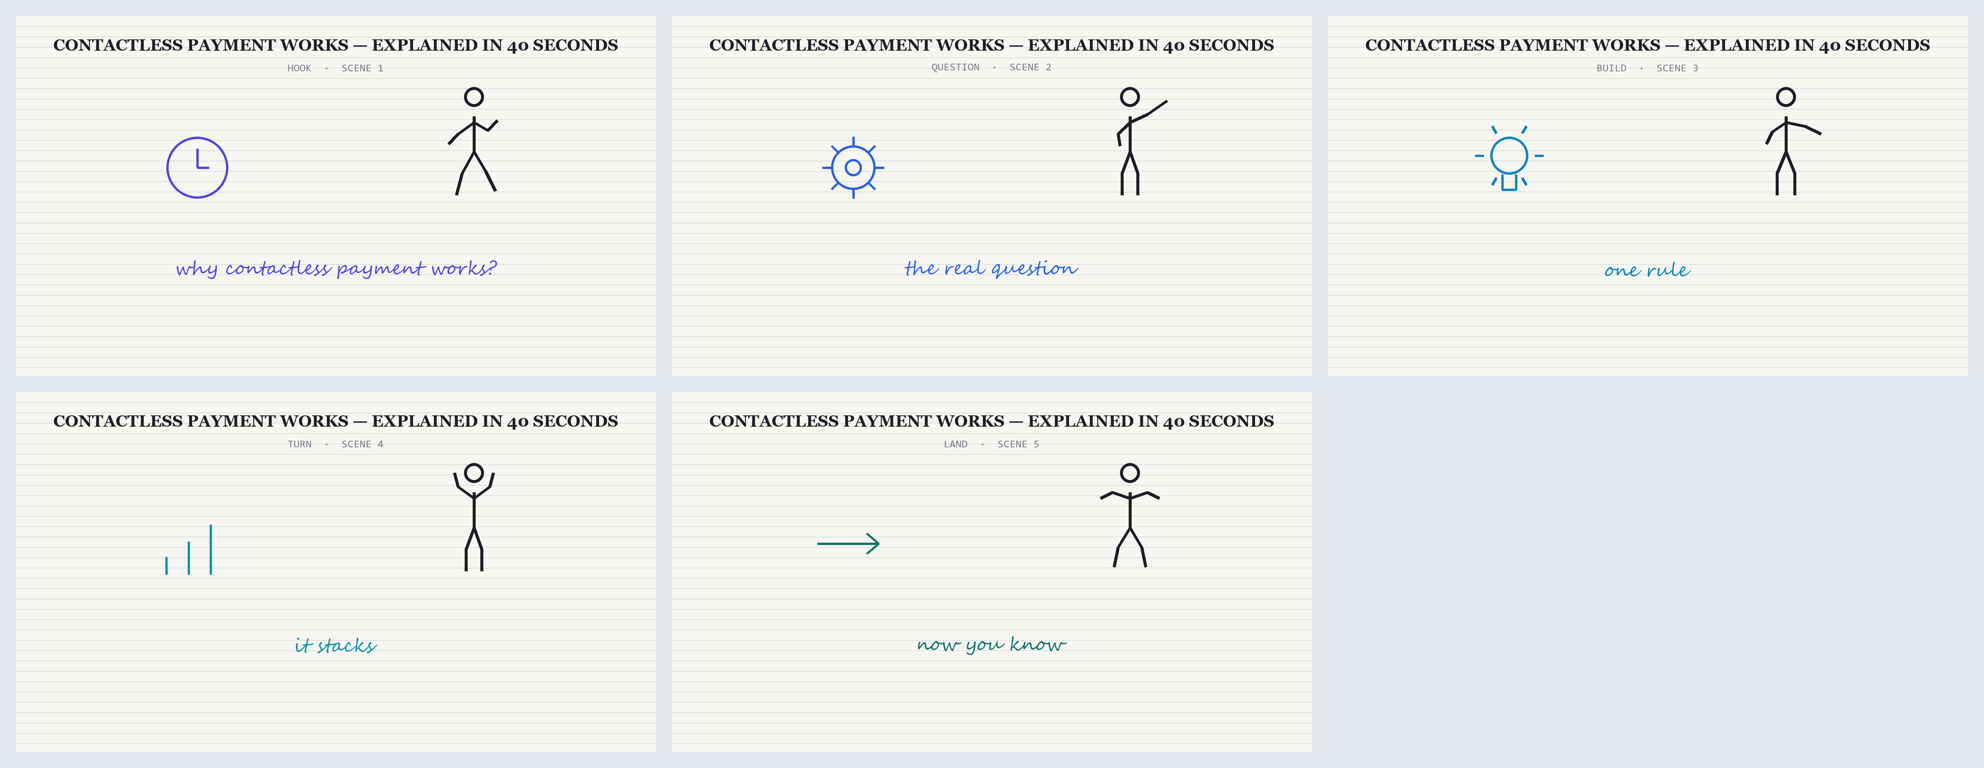 CONTACTLESS PAYMENT WORKS — EXPLAINED IN 40 SECONDS
HOOK · SCENE 1
why contactless payment works?
CONTACTLESS PAYMENT WORKS — EXPLAINED IN 40 SECONDS
QUESTION · SCENE 2
the real question
CONTACTLESS PAYMENT WORKS — EXPLAINED IN 40 SECONDS
BUILD · SCENE 3
one rule
CONTACTLESS PAYMENT WORKS — EXPLAINED IN 40 SECONDS
TURN · SCENE 4
it stacks
CONTACTLESS PAYMENT WORKS — EXPLAINED IN 40 SECONDS
LAND · SCENE 5
now you know